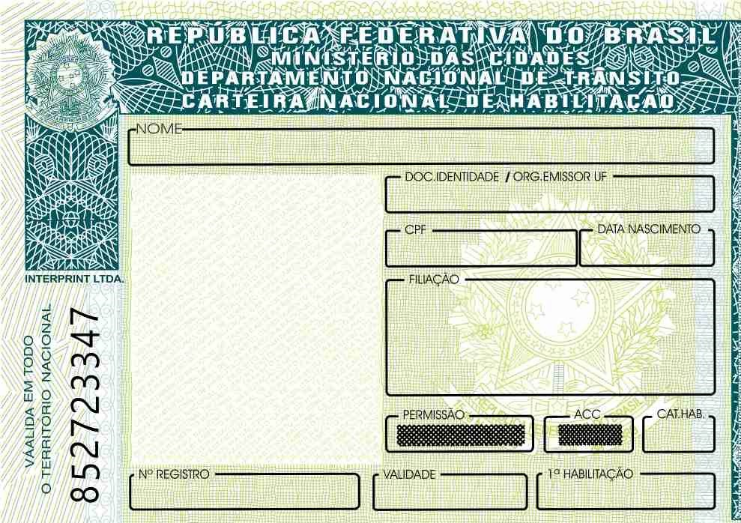 REPÚBLICA FEDERATIVA DO BRASIL
MINISTÉRIO DAS CIDADES
DEPARTAMENTO NACIONAL DE TRÂNSITO
CARTEIRA NACIONAL DE HABILITAÇÃO
NOME
DOC.IDENTIDADE / ORG.EMISSOR UF
CPF
DATA NASCIMENTO
INTERPRINT LTDA.
FILIAÇÃO
VÁALIDA EM TODO
O TERRITÓRIO NACIONAL
852723347
PERMISSÃO
ACC
CAT.HAB.
Nº REGISTRO
VALIDADE
1ª HABILITAÇÃO